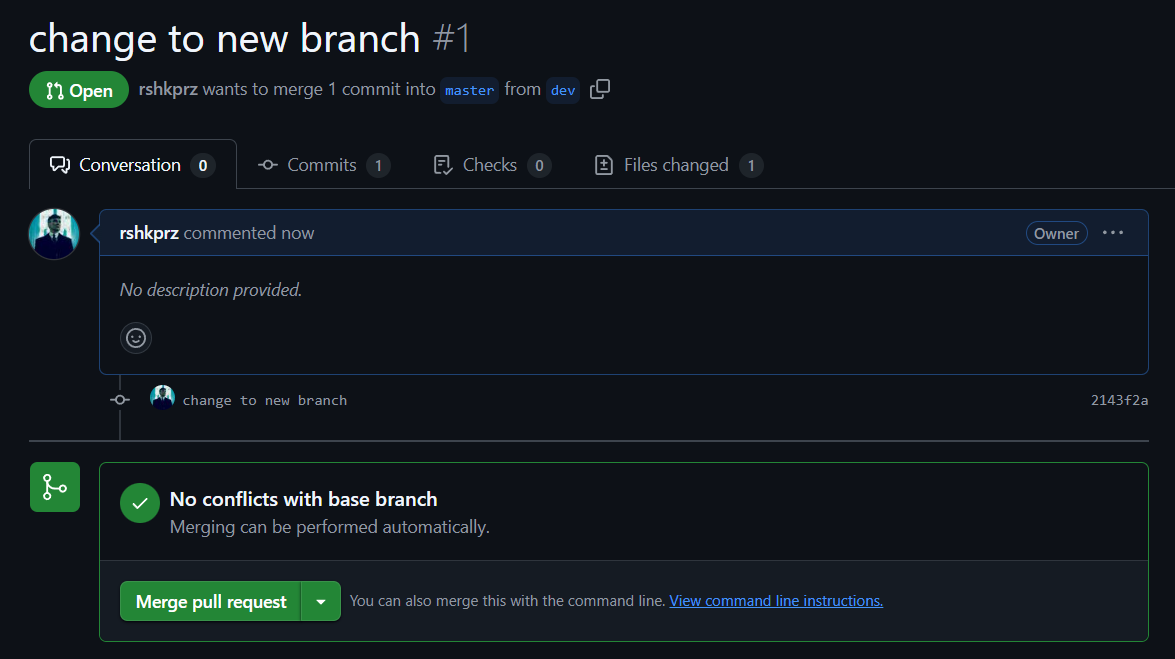 change to new branch #1
Open rshkprz wants to merge 1 commit into master from dev
Conversation 0 Commits 1 Checks 0 Files changed 1
rshkprz commented now Owner
No description provided.
change to new branch 2143f2a
No conflicts with base branch
Merging can be performed automatically.
Merge pull request You can also merge this with the command line. View command line instructions.